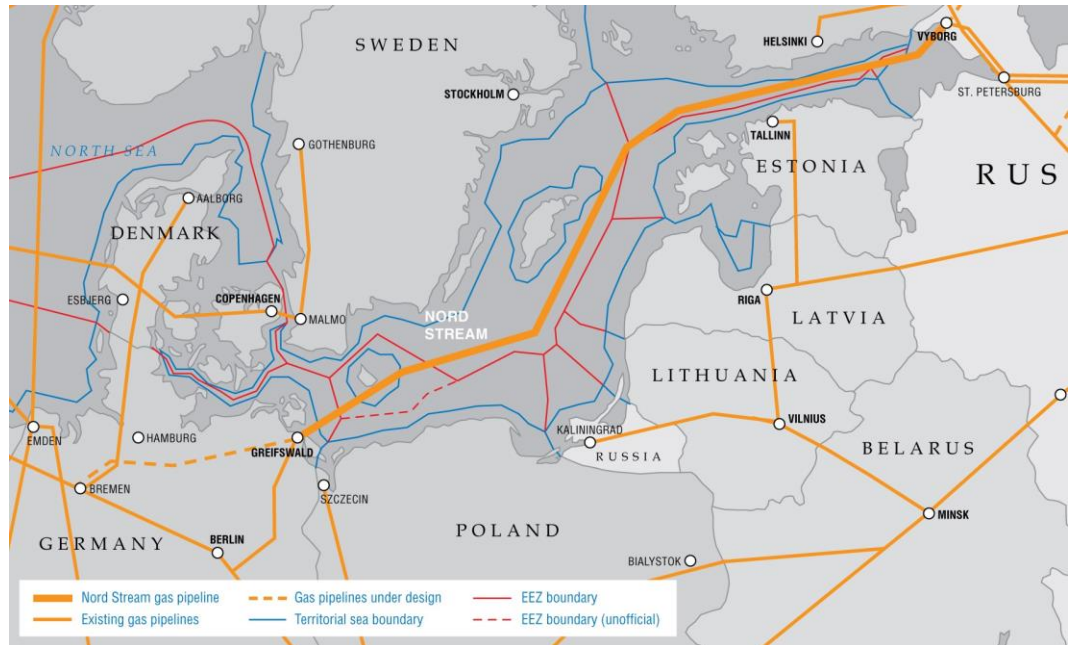 SWEDEN
HELSINKI
VYBORG
STOCKHOLM
ST. PETERSBURG
NORTH SEA
GOTHENBURG
TALLINN
ESTONIA
RUS
AALBORG
DENMARK
ESBJERG
COPENHAGEN
MALMO
NORD
STREAM
RIGA
LATVIA
LITHUANIA
EMDEN
HAMBURG
GREIFSWALD
KALININGRAD
RUSSIA
VILNIUS
BELARUS
BREMEN
SZCZECIN
MINSK
GERMANY
BERLIN
POLAND
BIALYSTOK
Nord Stream gas pipeline
Gas pipelines under design
EEZ boundary
Existing gas pipelines
Territorial sea boundary
EEZ boundary (unofficial)